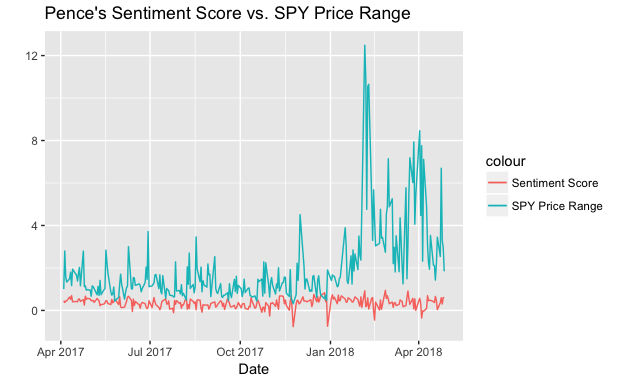 Pence's Sentiment Score vs. SPY Price Range
12
8
4
0
Apr 2017 Jul 2017 Oct 2017 Jan 2018 Apr 2018
Date
colour
Sentiment Score
SPY Price Range